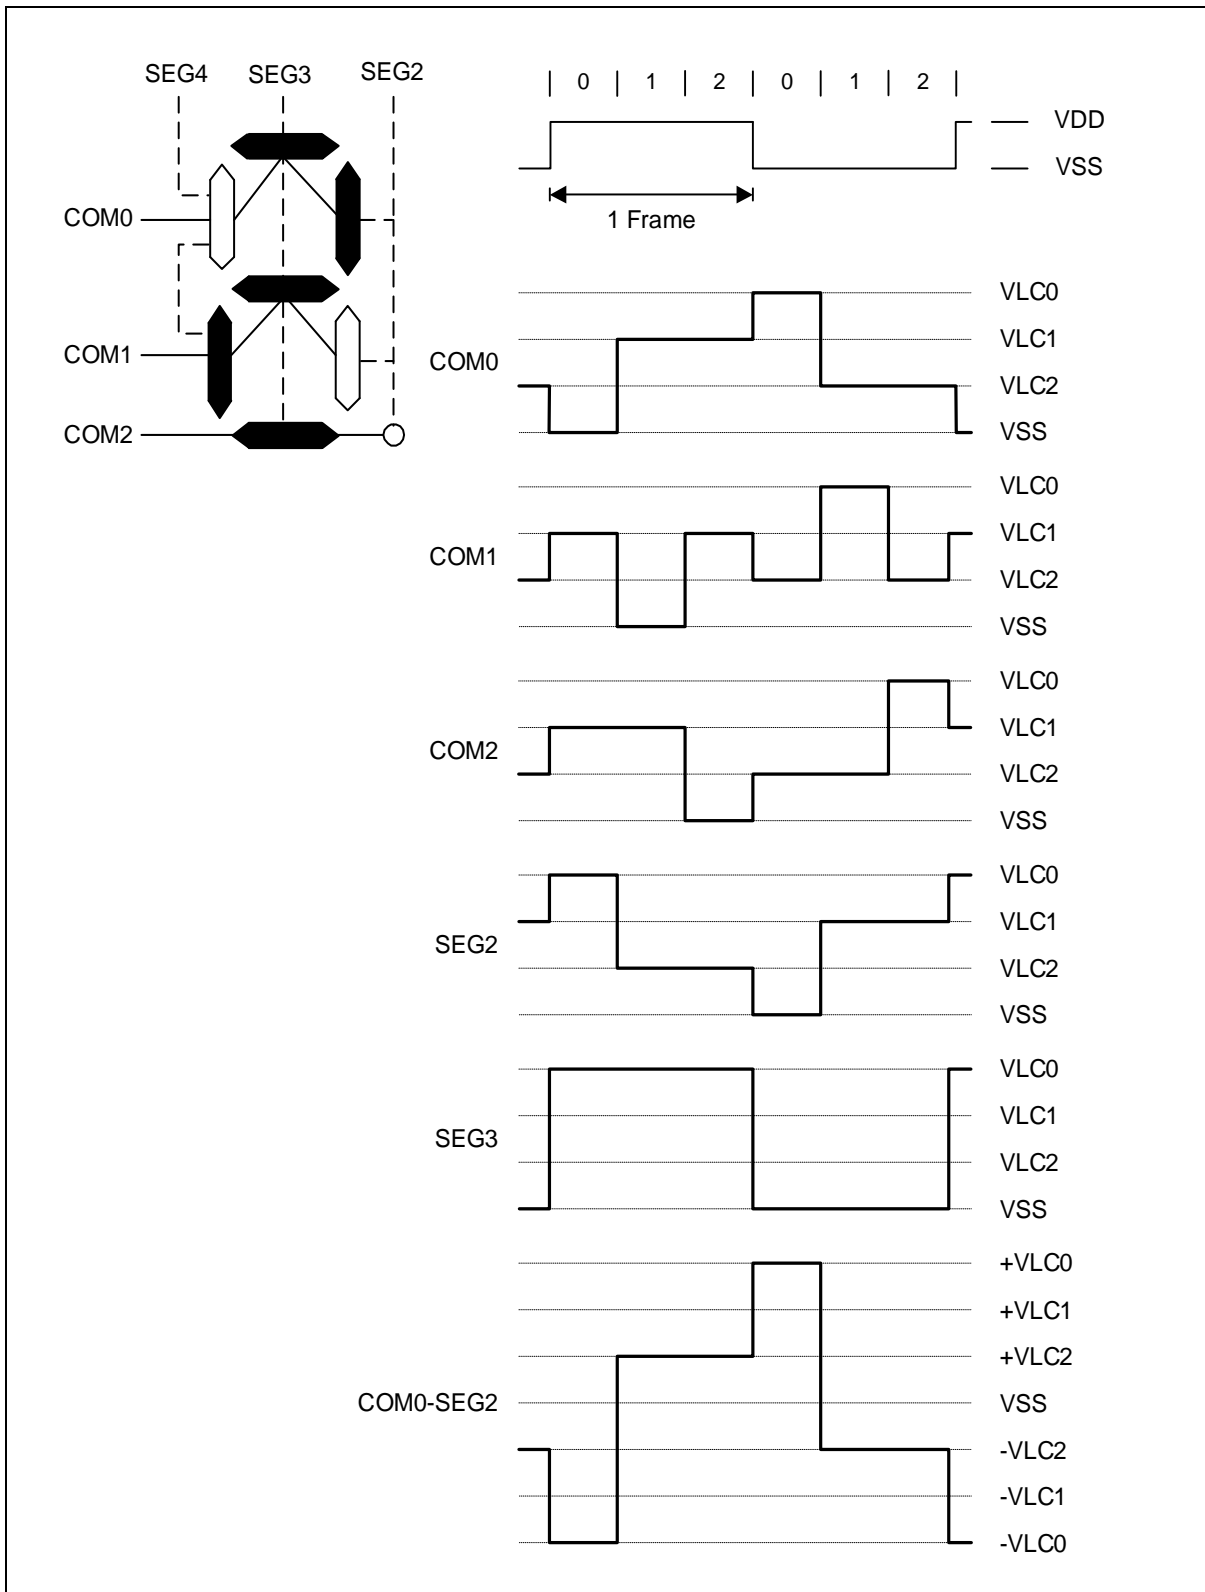 SEG4 SEG3 SEG2
COM0
COM1
COM2
0 1 2 0 1 2
VDD
VSS
1 Frame
COM0
VLC0
VLC1
VLC2
VSS
COM1
VLC0
VLC1
VLC2
VSS
COM2
VLC0
VLC1
VLC2
VSS
SEG2
VLC0
VLC1
VLC2
VSS
SEG3
VLC0
VLC1
VLC2
VSS
COM0-SEG2
+VLC0
+VLC1
+VLC2
VSS
-VLC2
-VLC1
-VLC0